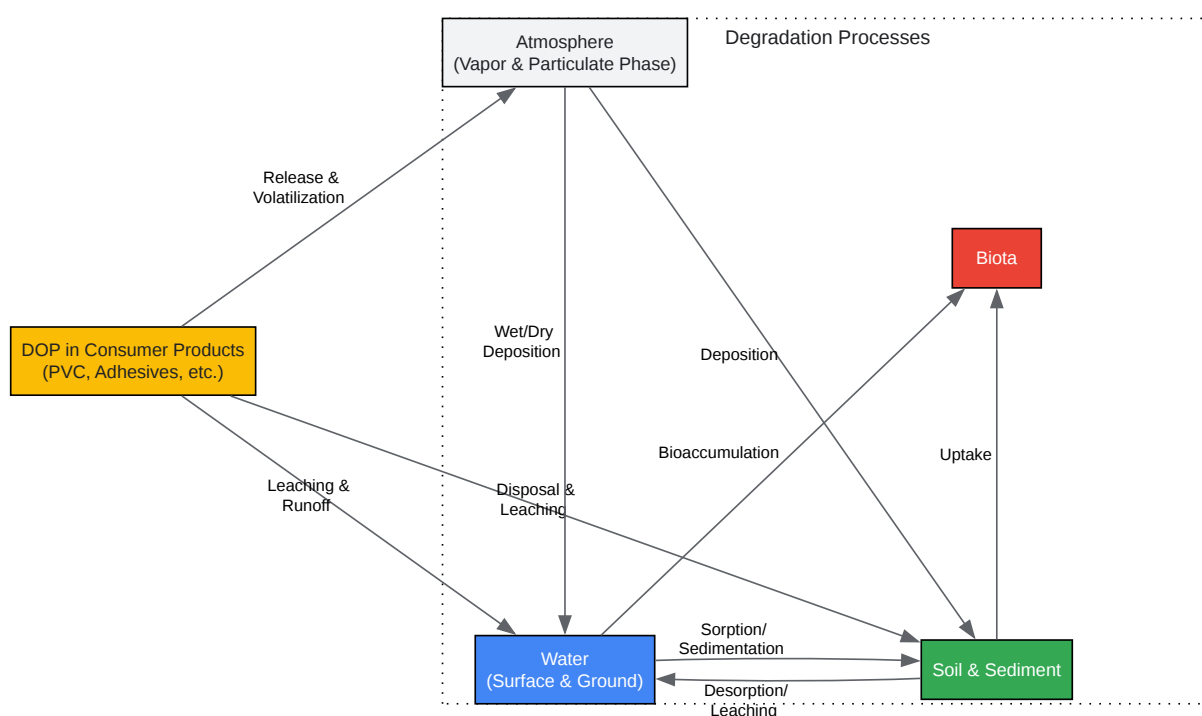 Atmosphere
(Vapor & Particulate Phase)
Degradation Processes
Release &
Volatilization
Biota
DOP in Consumer Products
(PVC, Adhesives, etc.)
Wet/Dry
Deposition
Deposition
Bioaccumulation
Uptake
Leaching &
Runoff
Disposal &
Leaching
Water
(Surface & Ground)
Sorption/
Sedimentation
Soil & Sediment
Desorption/
Leaching